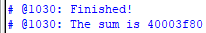 # @1030: Finished!
# @1030: The sum is 40003f80